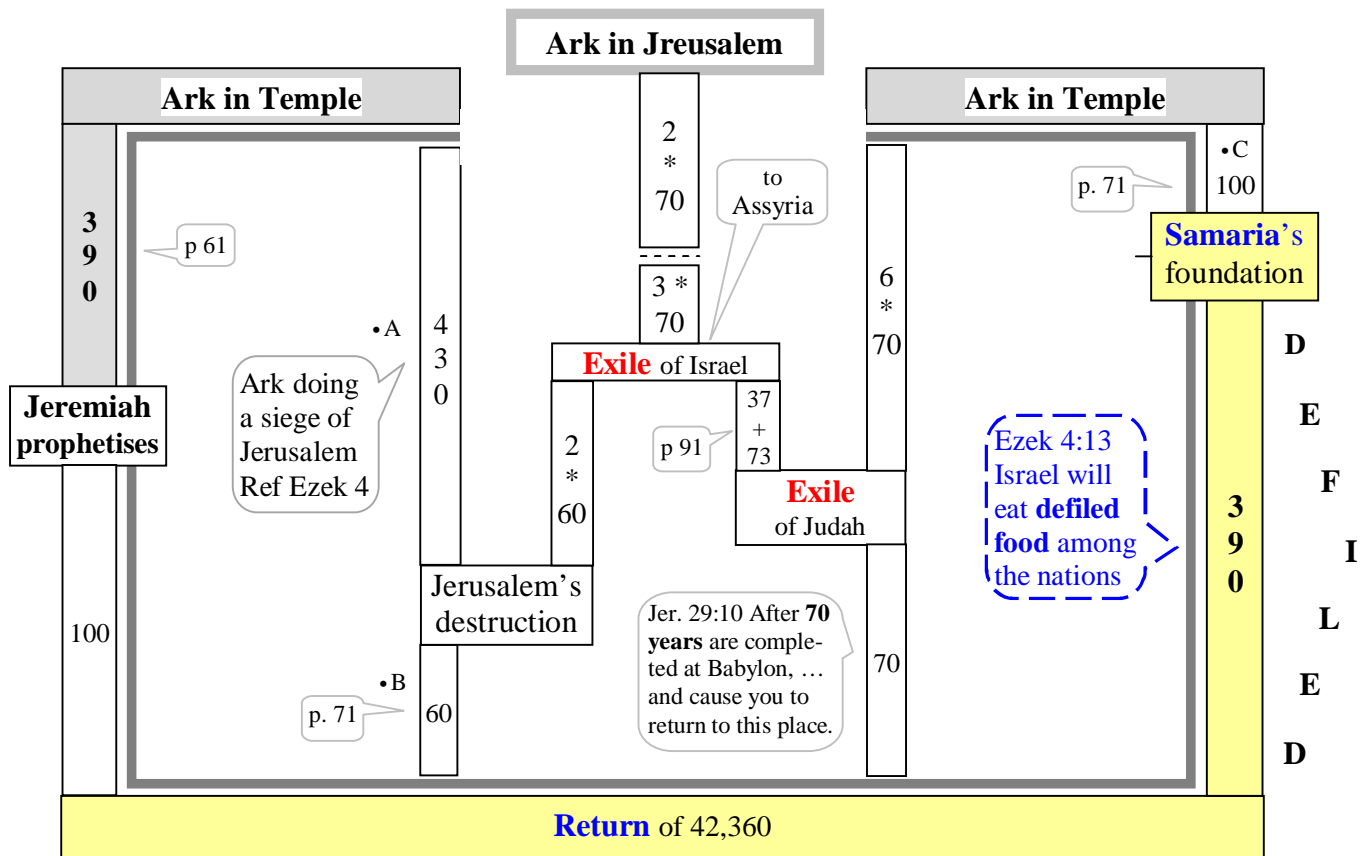 Ark in Jreusalem
Ark in Temple
Ark in Temple
2
*
70
to
Assyria
3 *
70
3
9
0
p 61
•A
4
3
0
Ark doing
a siege of
Jerusalem
Ref Ezek 4
Jeremiah
prophetises
100
Exile of Israel
2
*
60
37
+
73
p 91
Exile
of Judah
Jerusalem’s
destruction
•B
p. 71
60
6
*
70
Jer. 29:10 After 70
years are comple-
ted at Babylon, …
and cause you to
return to this place.
70
•C
100
p. 71
Samaria’s
foundation
Ezek 4:13
Israel will
eat defiled
food among
the nations
3
9
0
D
E
F
I
L
E
D
Return of 42,360